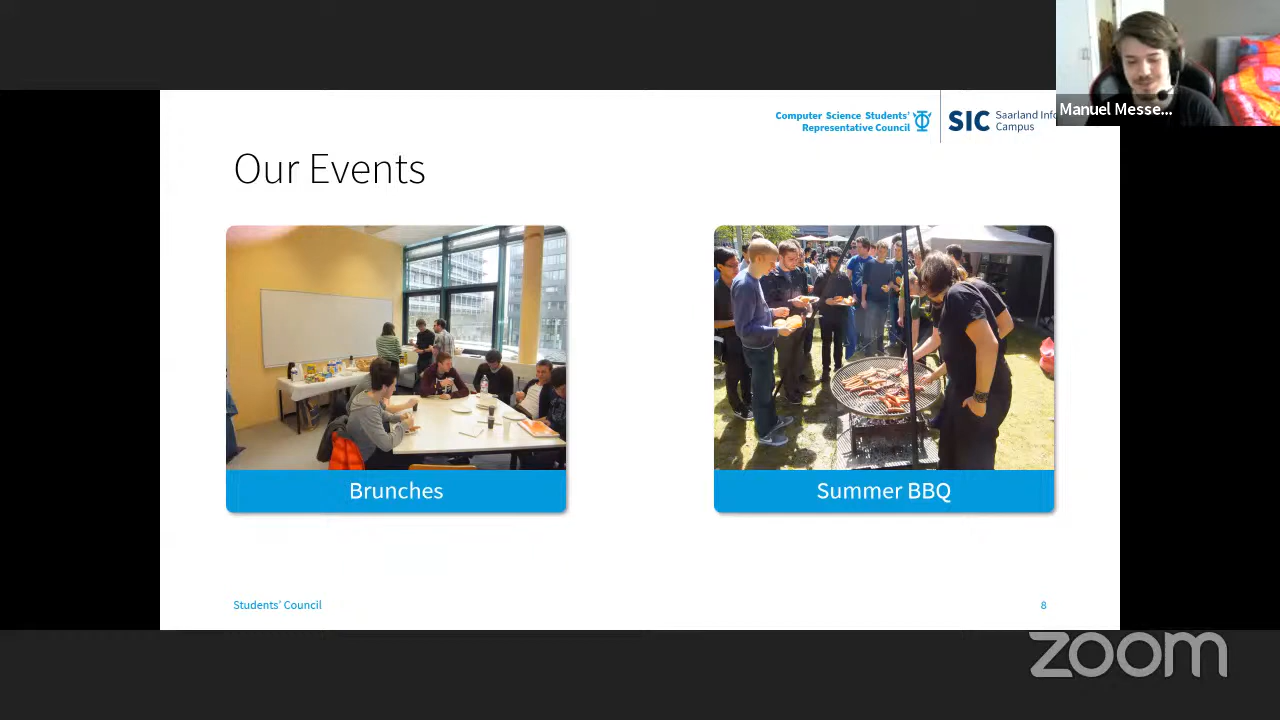 Manuel Messe...
Computer Science Students'
Representative Council
SIC
Saarland Info
Campus
Our Events
Brunches
Summer BBQ
Students' Council
8
zoom